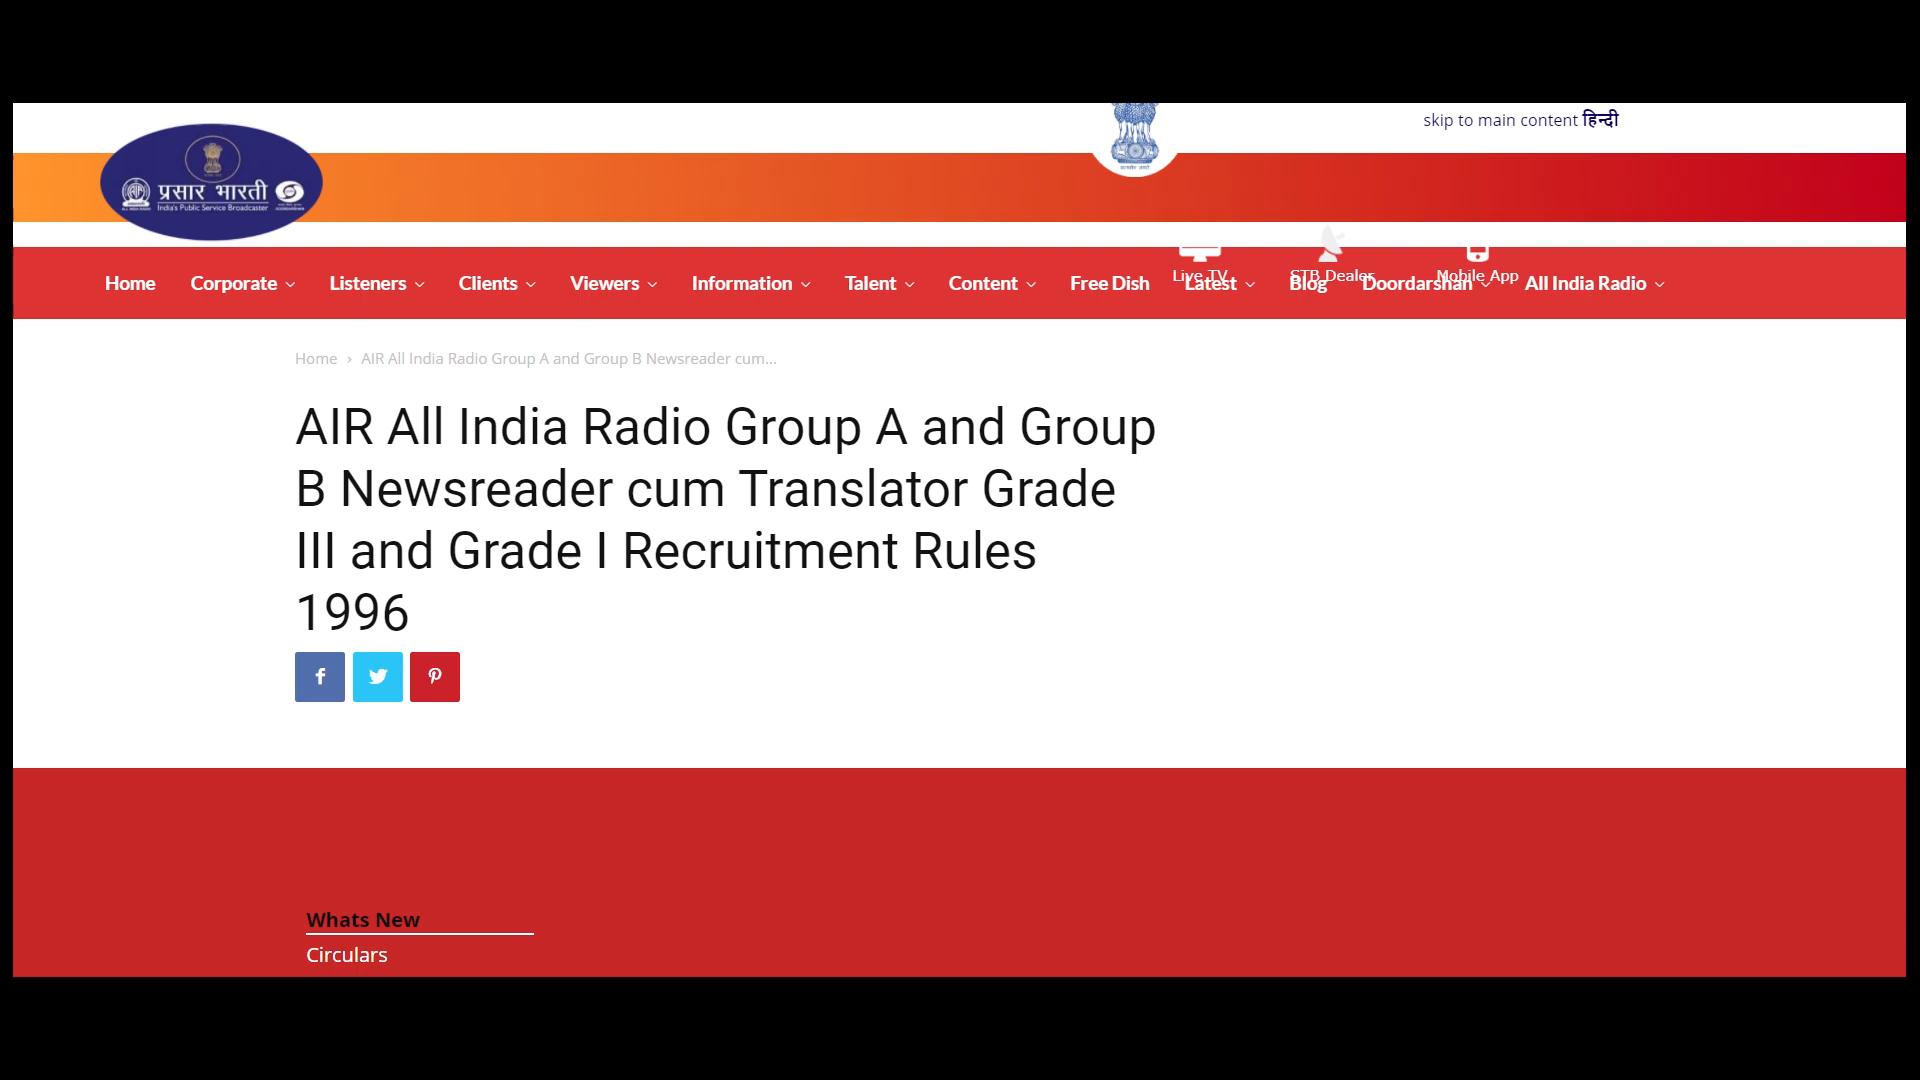 skip to main content हिन्दी
प्रसार भारती
India's Public Service Broadcaster
Live TV
STB Dealer
Mobile App
Home Corporate Listeners Clients Viewers Information Talent Content Free Dish Latest Blog Doordarshan All India Radio
Home › AIR All India Radio Group A and Group B Newsreader cum...
AIR All India Radio Group A and Group
B Newsreader cum Translator Grade
III and Grade I Recruitment Rules
1996
Whats New
Circulars